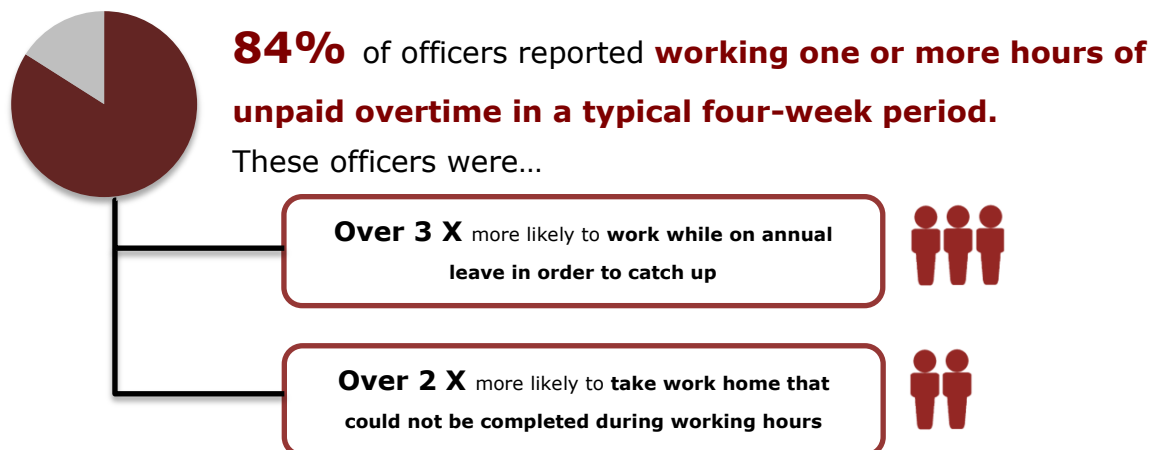 84% of officers reported working one or more hours of
unpaid overtime in a typical four-week period.
These officers were…
Over 3 X more likely to work while on annual
leave in order to catch up
Over 2 X more likely to take work home that
could not be completed during working hours